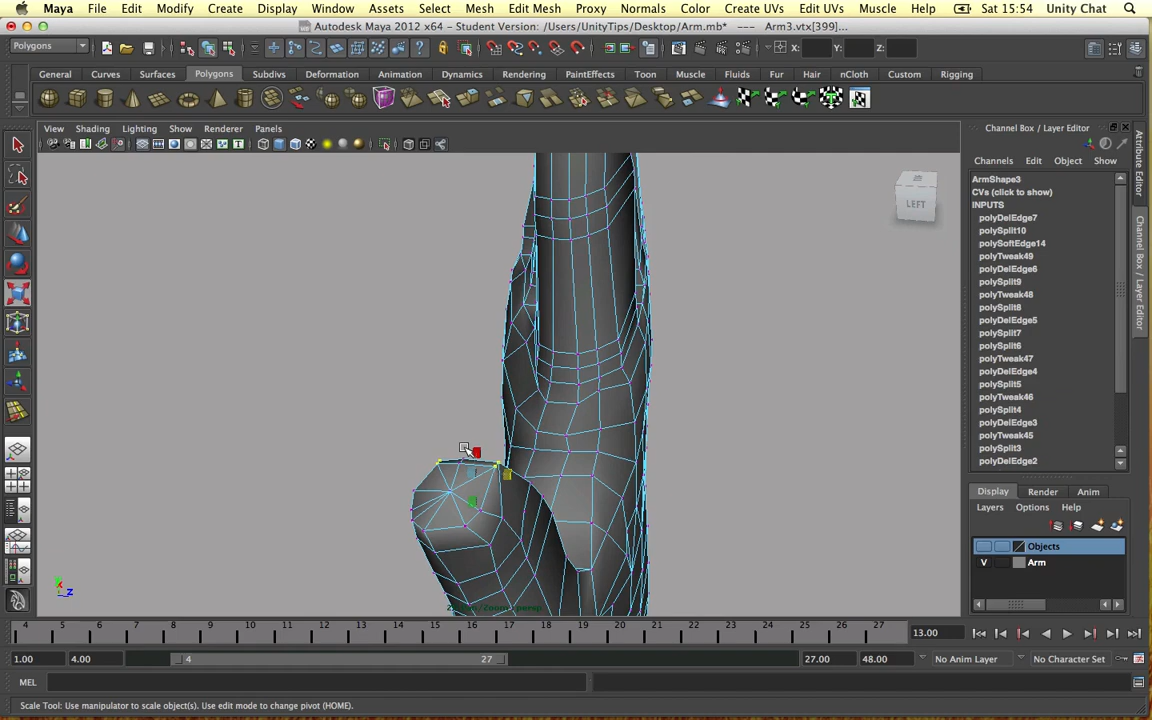 Maya File Edit Modify Create Display Window Assets Select Mesh Edit Mesh Proxy Normals Color Create UVs Edit UVs Muscle Help Sat 15:54 Unity Chat
Autodesk Maya 2012 x64 - Student Version: /Users/UnityTips/Desktop/Arm.mb* --- Arm3.vtx[399]...
Polygons X: Y: Z:
General Curves Surfaces Polygons Subdivs Deformation Animation Dynamics Rendering PaintEffects Toon Muscle Fluids Fur Hair nCloth Custom Rigging
View Shading Lighting Show Renderer Panels
Channel Box / Layer Editor
Channels Edit Object Show
ArmShape3
CVs (click to show)
INPUTS
polyDelEdge7
polySplit10
polySoftEdge14
polyTweak49
polyDelEdge6
polySplit9
polyTweak48
polySplit8
polyDelEdge5
polySplit7
polySplit6
polyTweak47
polyDelEdge4
polySplit5
polyTweak46
polySplit4
polyDelEdge3
polyTweak45
polySplit3
polyDelEdge2
Attribute Editor
Channel Box / Layer Editor
LEFT
Display Render Anim
Layers Options Help
Objects
V Arm
Z
4 5 6 7 8 9 10 11 12 13 14 15 16 17 18 19 20 21 22 23 24 25 26 27 13.00
1.00 4.00 4 27 27.00 48.00 No Anim Layer No Character Set
MEL
Scale Tool: Use manipulator to scale object(s). Use edit mode to change pivot (HOME).